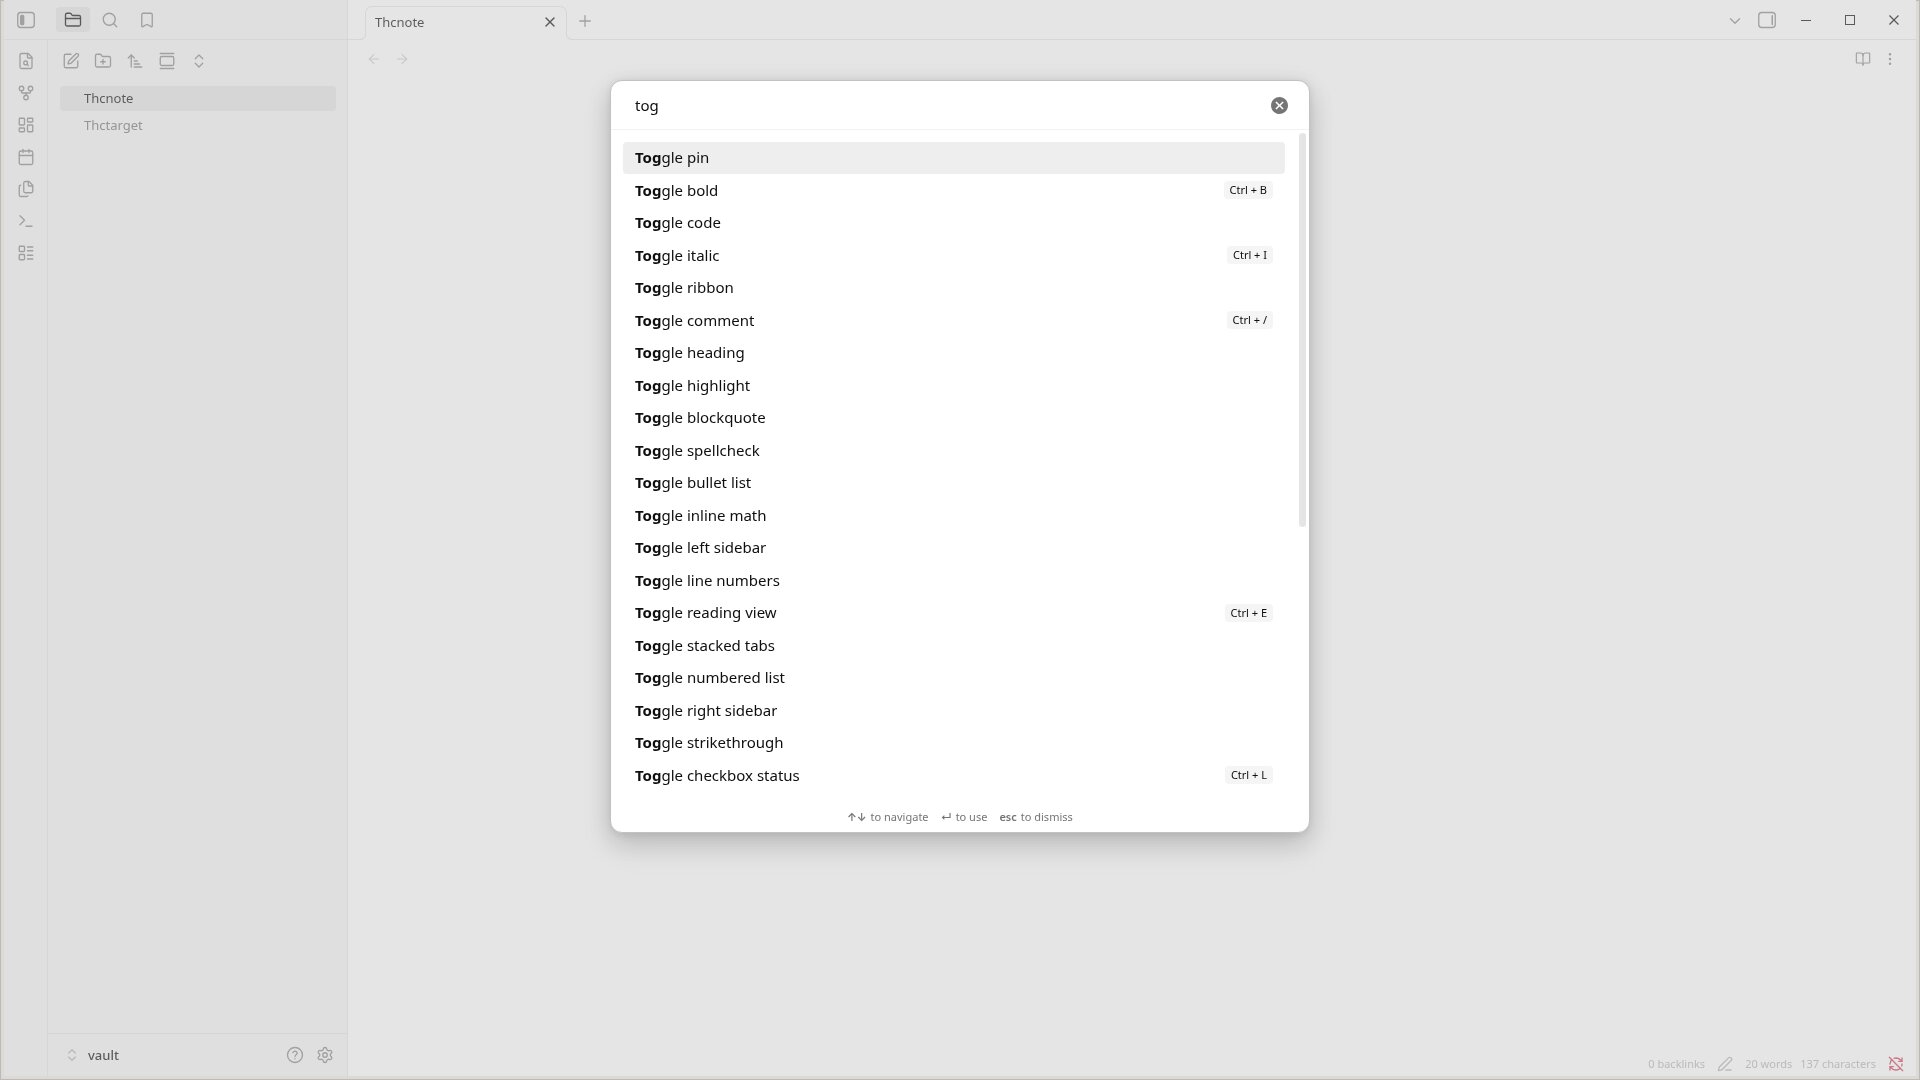 Thcnote
Thcnote
Thctarget
tog
Toggle pin
Toggle bold Ctrl + B
Toggle code
Toggle italic Ctrl + I
Toggle ribbon
Toggle comment Ctrl + /
Toggle heading
Toggle highlight
Toggle blockquote
Toggle spellcheck
Toggle bullet list
Toggle inline math
Toggle left sidebar
Toggle line numbers
Toggle reading view Ctrl + E
Toggle stacked tabs
Toggle numbered list
Toggle right sidebar
Toggle strikethrough
Toggle checkbox status Ctrl + L
↑↓ to navigate ↵ to use esc to dismiss
vault
0 backlinks 20 words 137 characters